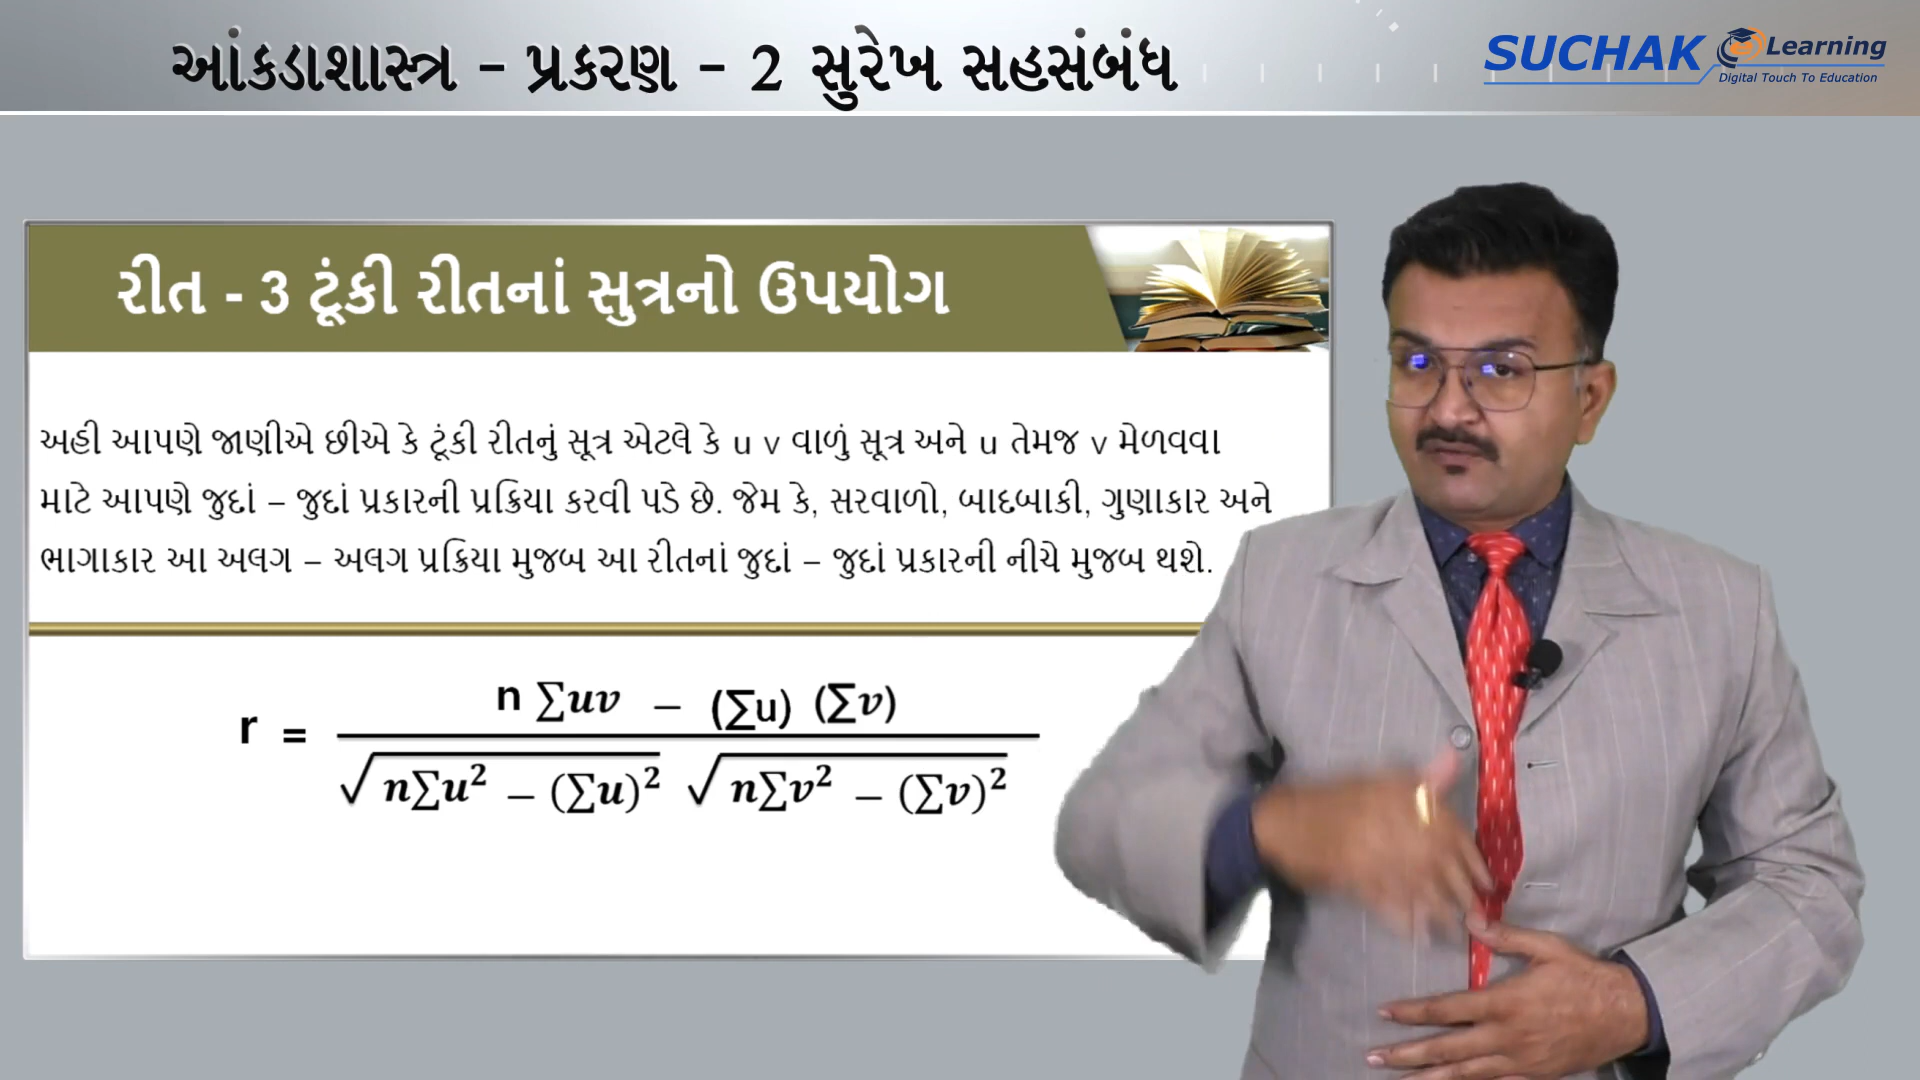 આંકડાશાસ્ત્ર - પ્રકરણ - 2 સુરેખ સહસંબંધ
SUCHAK eLearning
Digital Touch To Education
રીત - 3 ટૂંકી રીતનાં સુત્રનો ઉપયોગ
અહી આપણે જાણીએ છીએ કે ટૂંકી રીતનું સૂત્ર એટલે કે u v વાળું સૂત્ર અને u તેમજ v મેળવવા
માટે આપણે જુદાં – જુદાં પ્રકારની પ્રક્રિયા કરવી પડે છે. જેમ કે, સરવાળો, બાદબાકી, ગુણાકાર અને
ભાગાકાર આ અલગ – અલગ પ્રક્રિયા મુજબ આ રીતનાં જુદાં – જુદાં પ્રકારની નીચે મુજબ થશે.
n ∑uv – (∑u) (∑v)
r =
√n∑u² – (∑u)² √n∑v² – (∑v)²